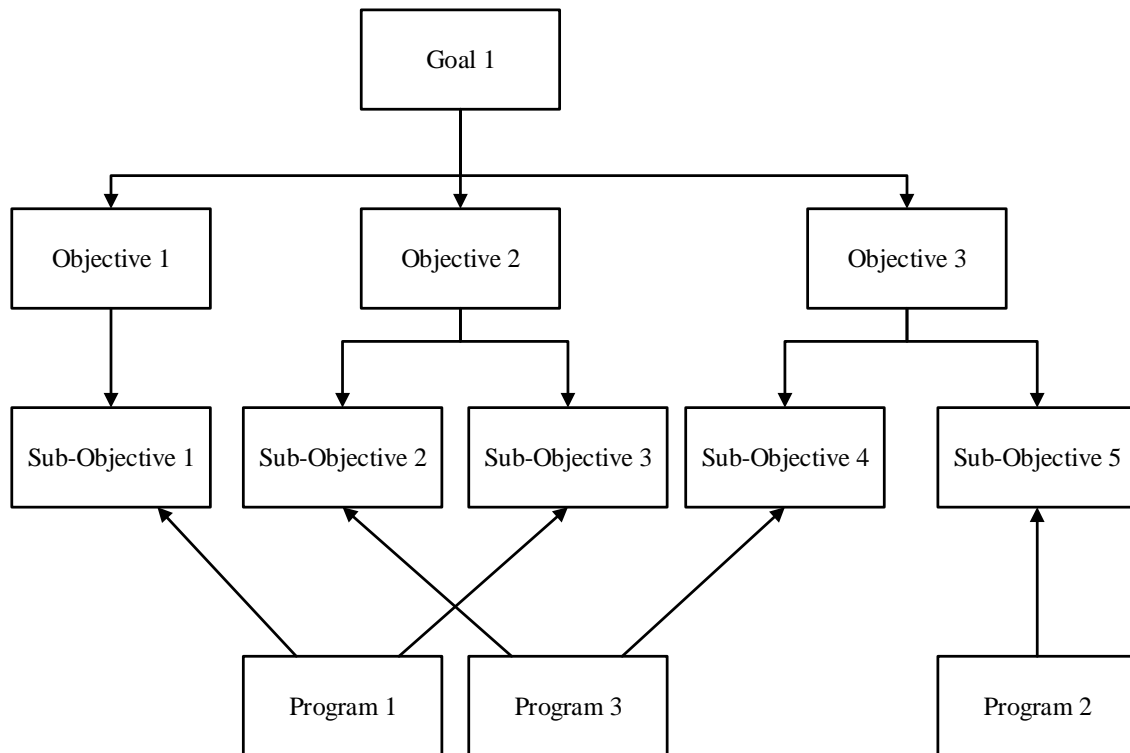 Goal 1
Objective 1
Objective 2
Objective 3
Sub-Objective 1
Sub-Objective 2
Sub-Objective 3
Sub-Objective 4
Sub-Objective 5
Program 1
Program 3
Program 2